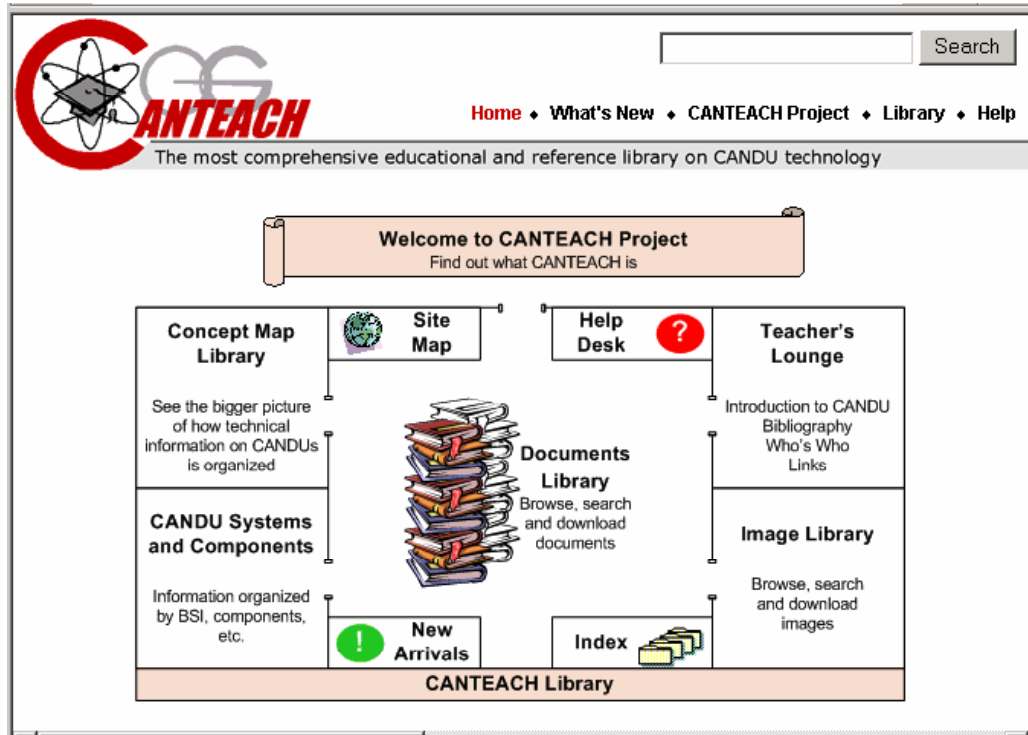 Search
CANTEACH
Home ◆ What's New ◆ CANTEACH Project ◆ Library ◆ Help
The most comprehensive educational and reference library on CANDU technology
Welcome to CANTEACH Project
Find out what CANTEACH is
Concept Map
Library
See the bigger picture
of how technical
information on CANDUs
is organized
Site
Map
Help
Desk
?
Teacher's
Lounge
Introduction to CANDU
Bibliography
Who's Who
Links
Documents
Library
Browse, search
and download
documents
CANDU Systems
and Components
Information organized
by BSI, components,
etc.
!
New
Arrivals
Index
Image Library
Browse, search
and download
images
CANTEACH Library